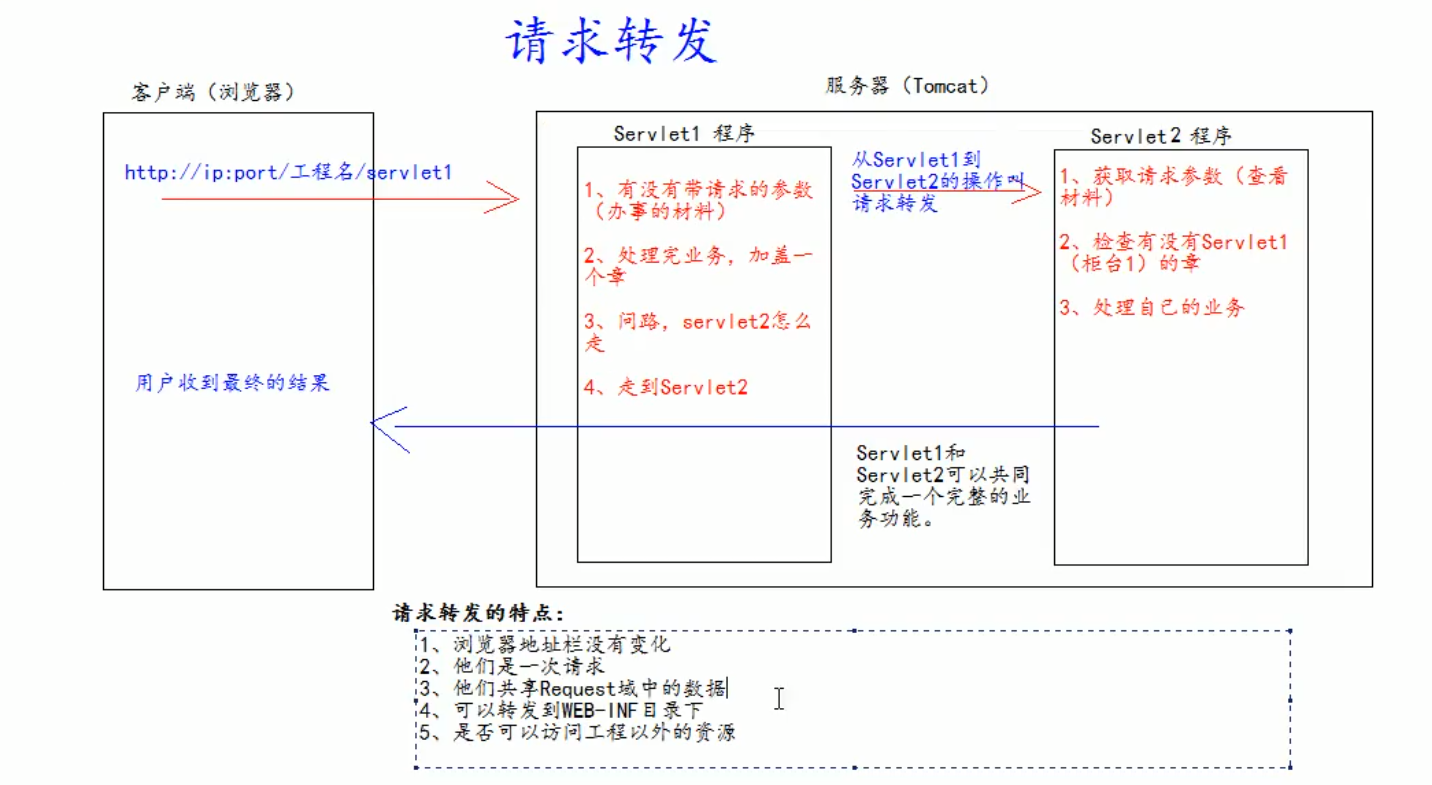 请求转发
客户端（浏览器）
服务器（Tomcat）
http://ip:port/工程名/servlet1
用户收到最终的结果
Servlet1 程序
1、有没有带请求的参数
（办事的材料）
2、处理完业务，加盖一
个章
3、问路，servlet2怎么
走
4、走到Servlet2
从Servlet1到
Servlet2的操作叫
请求转发
Servlet1和
Servlet2可以共同
完成一个完整的业
务功能。
Servlet2 程序
1、获取请求参数（查看
材料）
2、检查有没有Servlet1
（柜台1）的章
3、处理自己的业务
请求转发的特点：
1、浏览器地址栏没有变化
2、他们是一次请求
3、他们共享Request域中的数据
4、可以转发到WEB-INF目录下
5、是否可以访问工程以外的资源